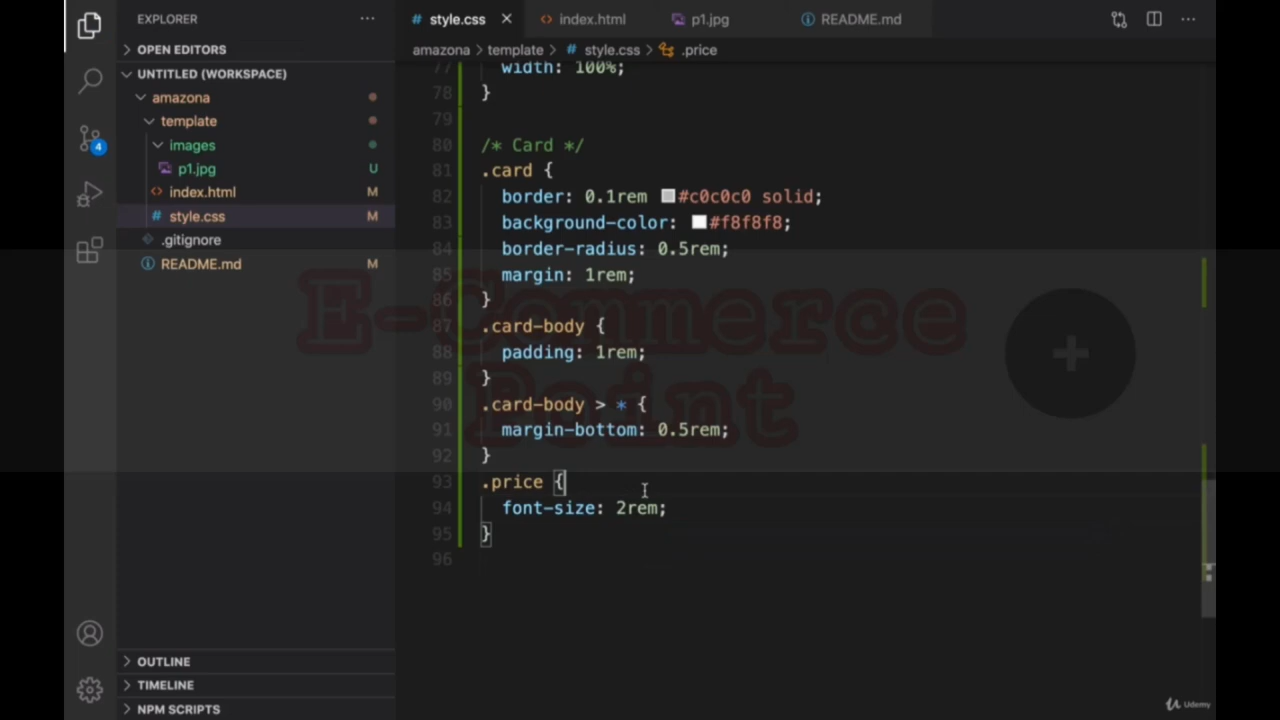 EXPLORER
OPEN EDITORS
UNTITLED (WORKSPACE)
amazona
template
images
p1.jpg U
index.html M
style.css M
.gitignore
README.md M
OUTLINE
TIMELINE
NPM SCRIPTS
4
style.css index.html p1.jpg README.md
amazona > template > # style.css > .price
77 width: 100%;
78 }
79
80 /* Card */
81 .card {
82 border: 0.1rem #c0c0c0 solid;
83 background-color: #f8f8f8;
84 border-radius: 0.5rem;
85 margin: 1rem;
86 }
87 .card-body {
88 padding: 1rem;
89 }
90 .card-body > * {
91 margin-bottom: 0.5rem;
92 }
93 .price {
94 font-size: 2rem;
95 }
96
E-Commerce
Point
Udemy